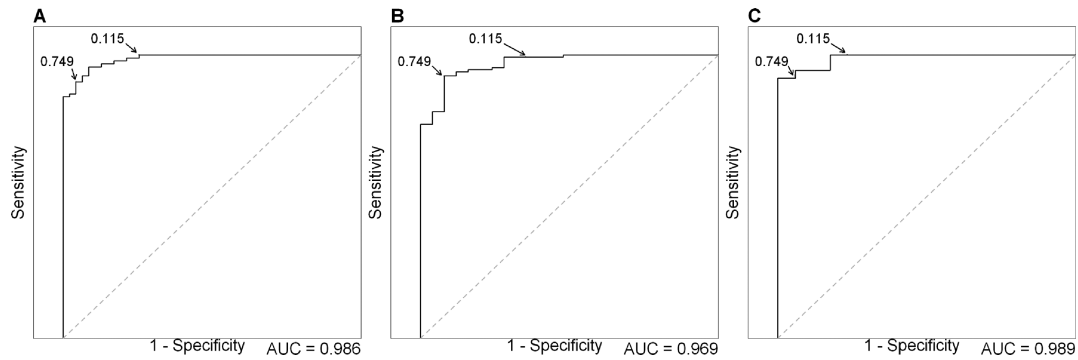 A
0.115
0.749
Sensitivity
1 - Specificity
AUC = 0.986
B
0.115
0.749
Sensitivity
1 - Specificity
AUC = 0.969
C
0.115
0.749
Sensitivity
1 - Specificity
AUC = 0.989